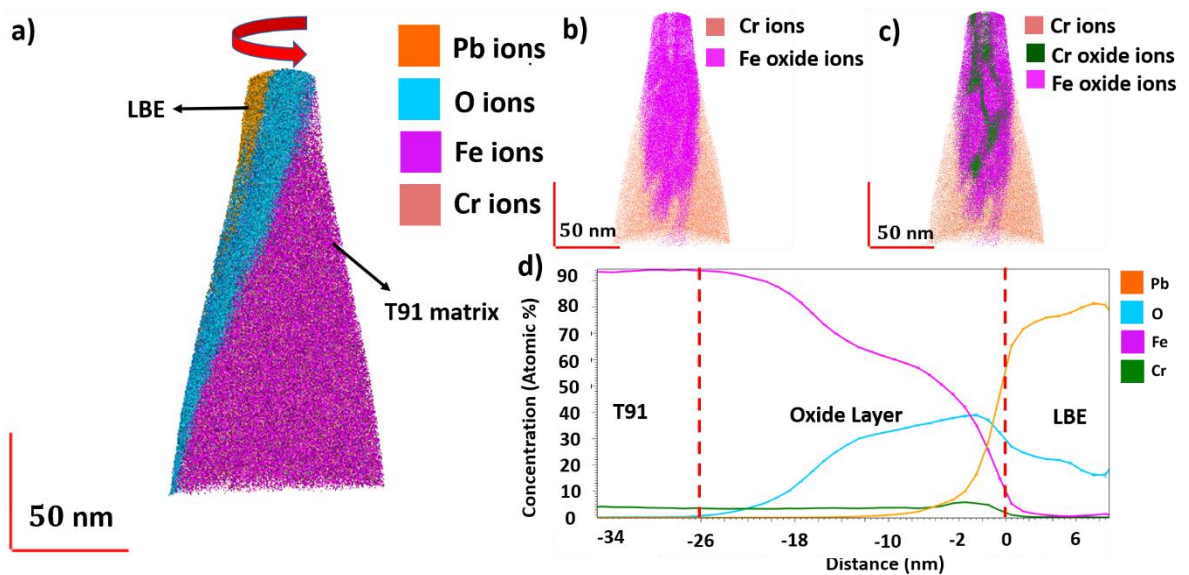 a)
Pb ions
O ions
Fe ions
Cr ions
LBE
T91 matrix
50 nm
b)
Cr ions
Fe oxide ions
50 nm
c)
Cr ions
Cr oxide ions
Fe oxide ions
50 nm
d)
Concentration (Atomic %)
90
80
70
60
50
40
30
20
10
0
T91
Oxide Layer
LBE
-34
-26
-18
-10
-2
0
6
Distance (nm)
Pb
O
Fe
Cr